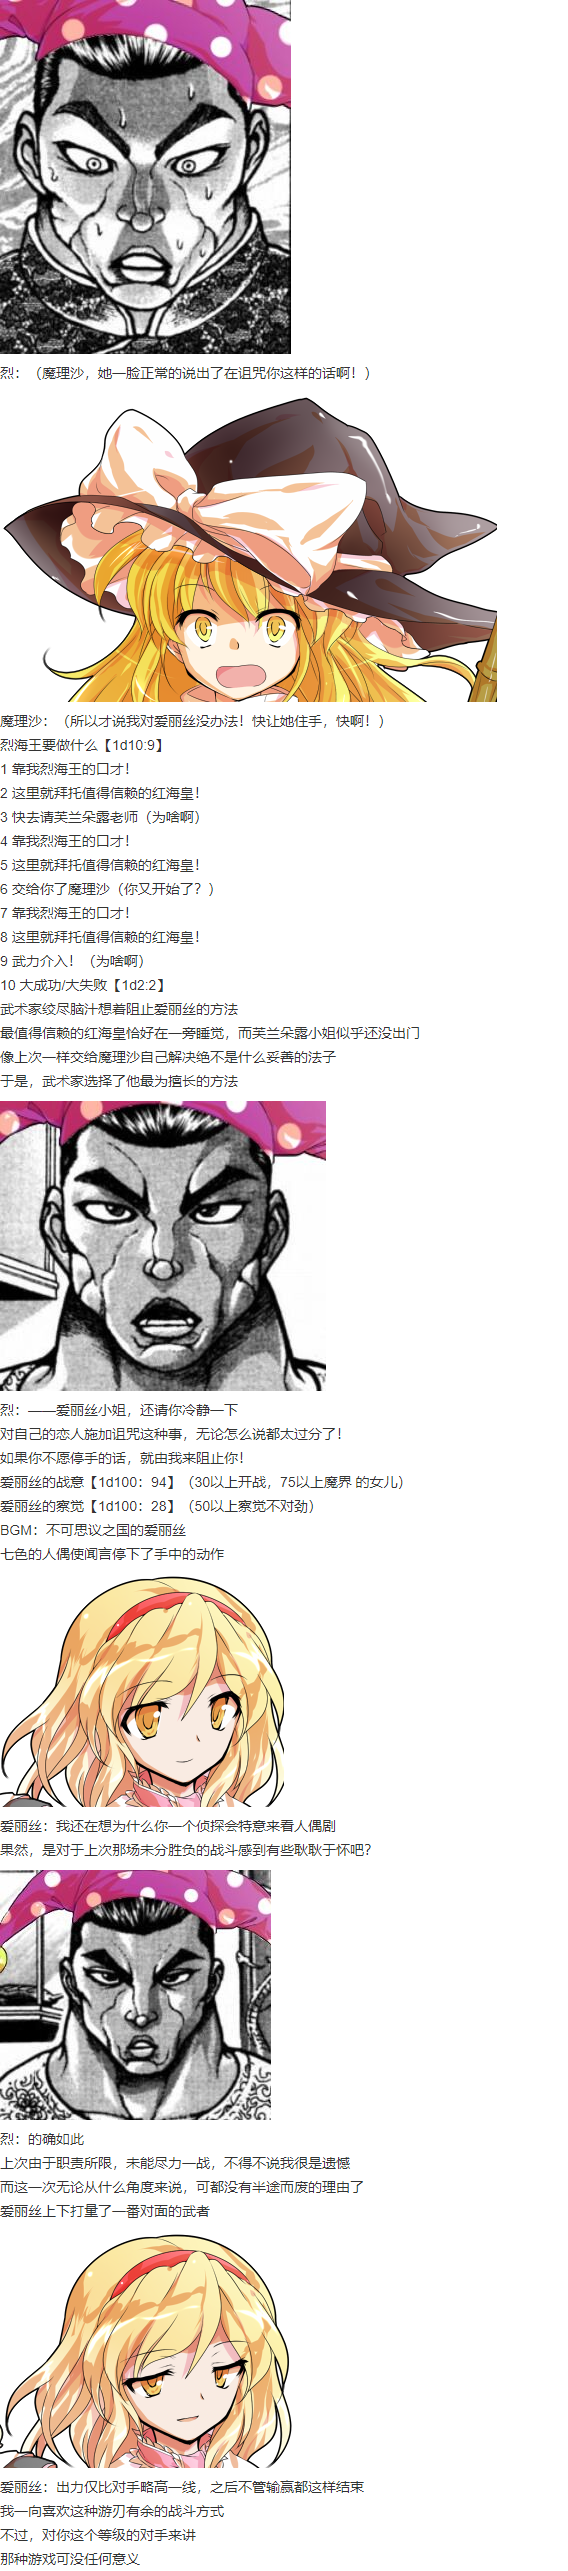 烈：（魔理沙，她一脸正常的说出了在诅咒你这样的话啊！）
魔理沙：（所以才说我对爱丽丝没办法！快让她住手，快啊！）
烈海王要做什么【1d10:9】
1 靠我烈海王的口才！
2 这里就拜托值得信赖的红海皇！
3 快去请芙兰朵露老师（为啥啊）
4 靠我烈海王的口才！
5 这里就拜托值得信赖的红海皇！
6 交给你了魔理沙（你又开始了？）
7 靠我烈海王的口才！
8 这里就拜托值得信赖的红海皇！
9 武力介入！（为啥啊）
10 大成功/大失败【1d2:2】
武术家绞尽脑汁想着阻止爱丽丝的方法
最值得信赖的红海皇恰好在一旁睡觉，而芙兰朵露小姐似乎还没出门
像上次一样交给魔理沙自己解决绝不是什么妥善的法子
于是，武术家选择了他最为擅长的方法
烈：——爱丽丝小姐，还请你冷静一下
对自己的恋人施加诅咒这种事，无论怎么说都太过分了！
如果你不愿停手的话，就由我来阻止你！
爱丽丝的战意【1d100：94】（30以上开战，75以上魔界 的女儿）
爱丽丝的察觉【1d100：28】（50以上察觉不对劲）
BGM：不可思议之国的爱丽丝
七色的人偶使闻言停下了手中的动作
爱丽丝：我还在想为什么你一个侦探会特意来看人偶剧
果然，是对于上次那场未分胜负的战斗感到有些耿耿于怀吧？
烈：的确如此
上次由于职责所限，未能尽力一战，不得不说我很是遗憾
而这一次无论从什么角度来说，可都没有半途而废的理由了
爱丽丝上下打量了一番对面的武者
爱丽丝：出力仅比对手略高一线，之后不管输赢都这样结束
我一向喜欢这种游刃有余的战斗方式
不过，对你这个等级的对手来讲
那种游戏可没任何意义